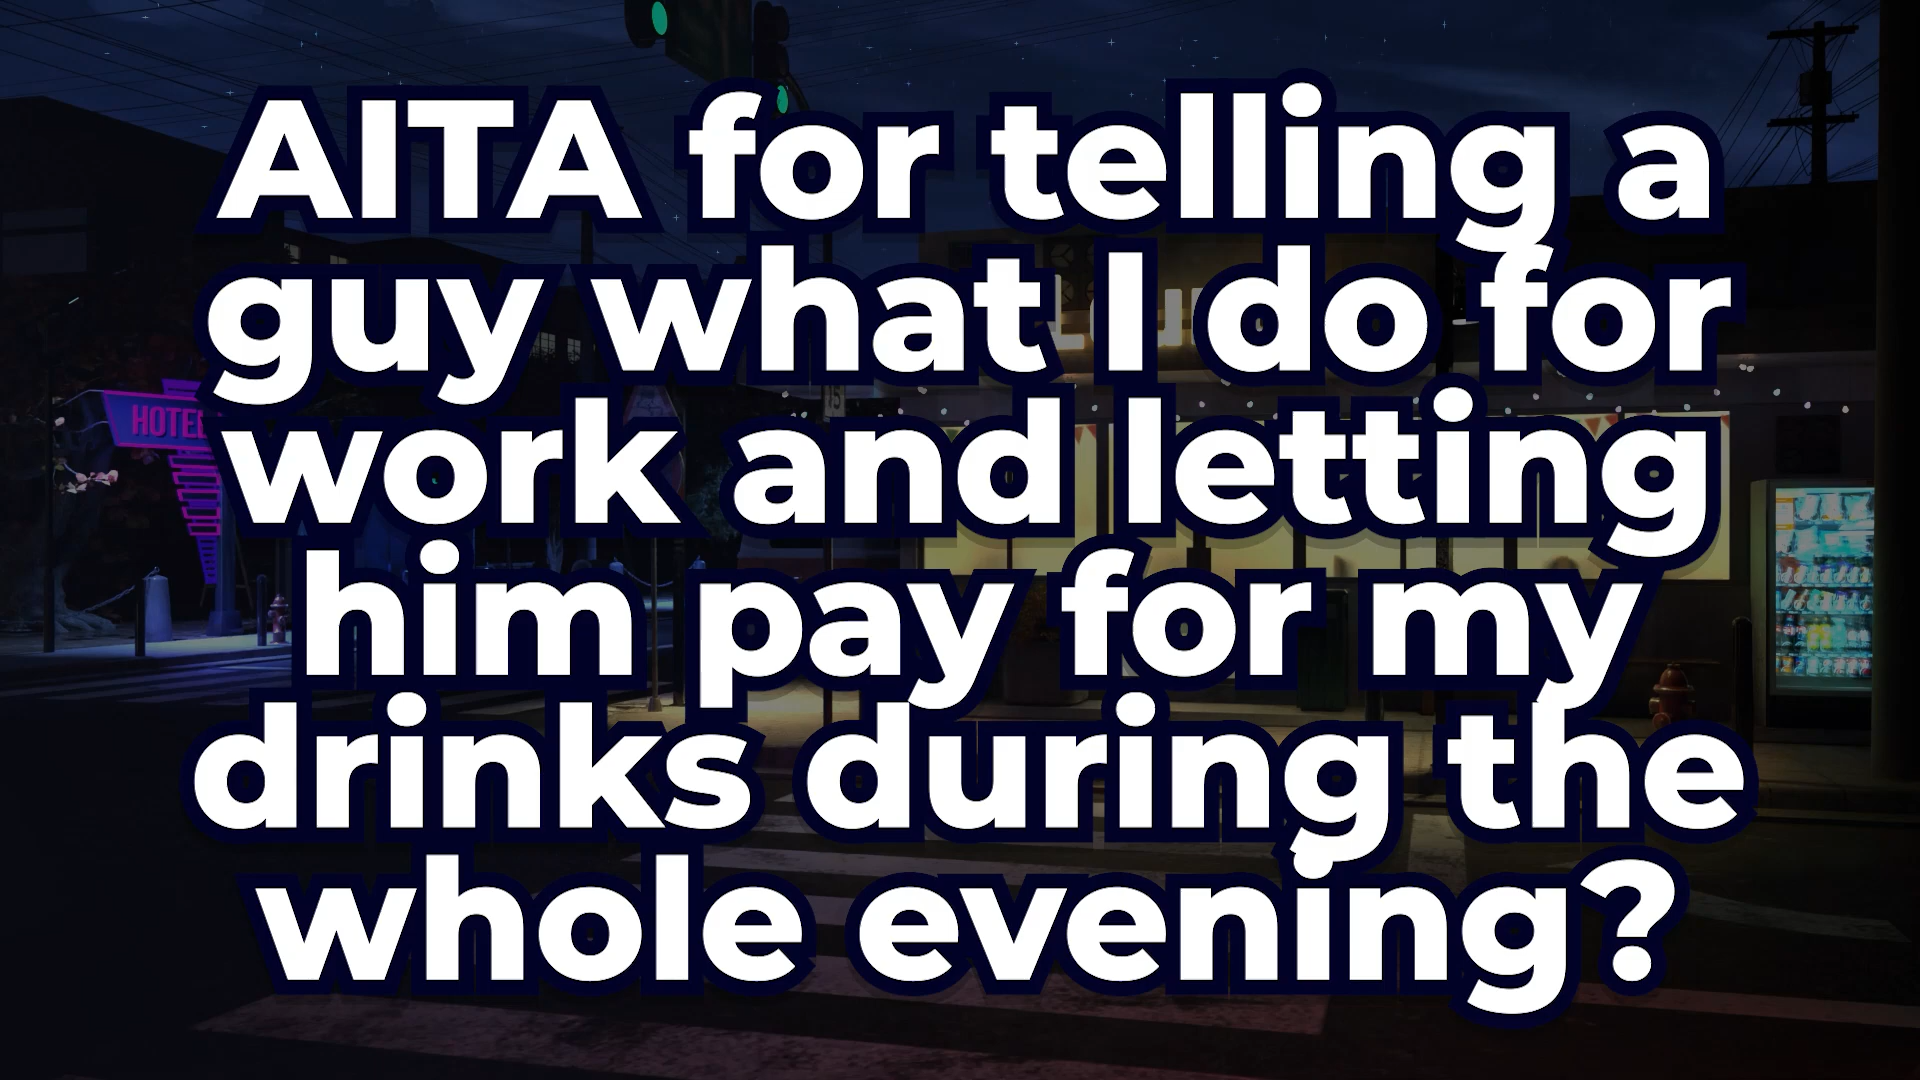 AITA for telling a
guy what I do for
work and letting
him pay for my
drinks during the
whole evening?
HOTEL